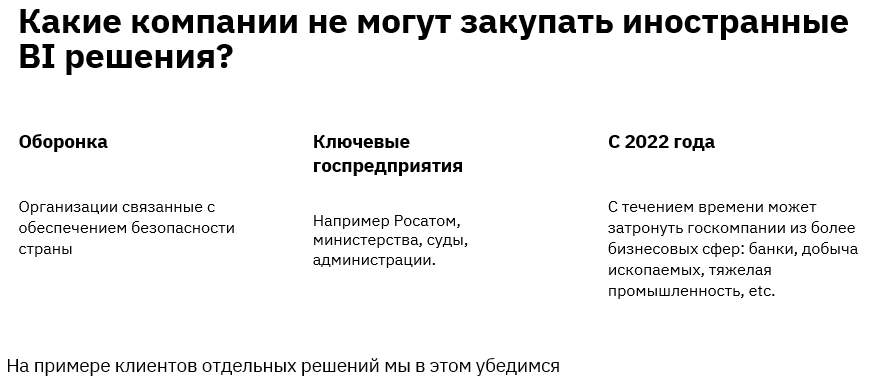 Какие компании не могут закупать иностранные
BI решения?
Оборонка
Организации связанные с
обеспечением безопасности
страны
Ключевые
госпредприятия
Например Росатом,
министерства, суды,
администрации.
С 2022 года
С течением времени может
затронуть госкомпании из более
бизнесовых сфер: банки, добыча
ископаемых, тяжелая
промышленность, etc.
На примере клиентов отдельных решений мы в этом убедимся